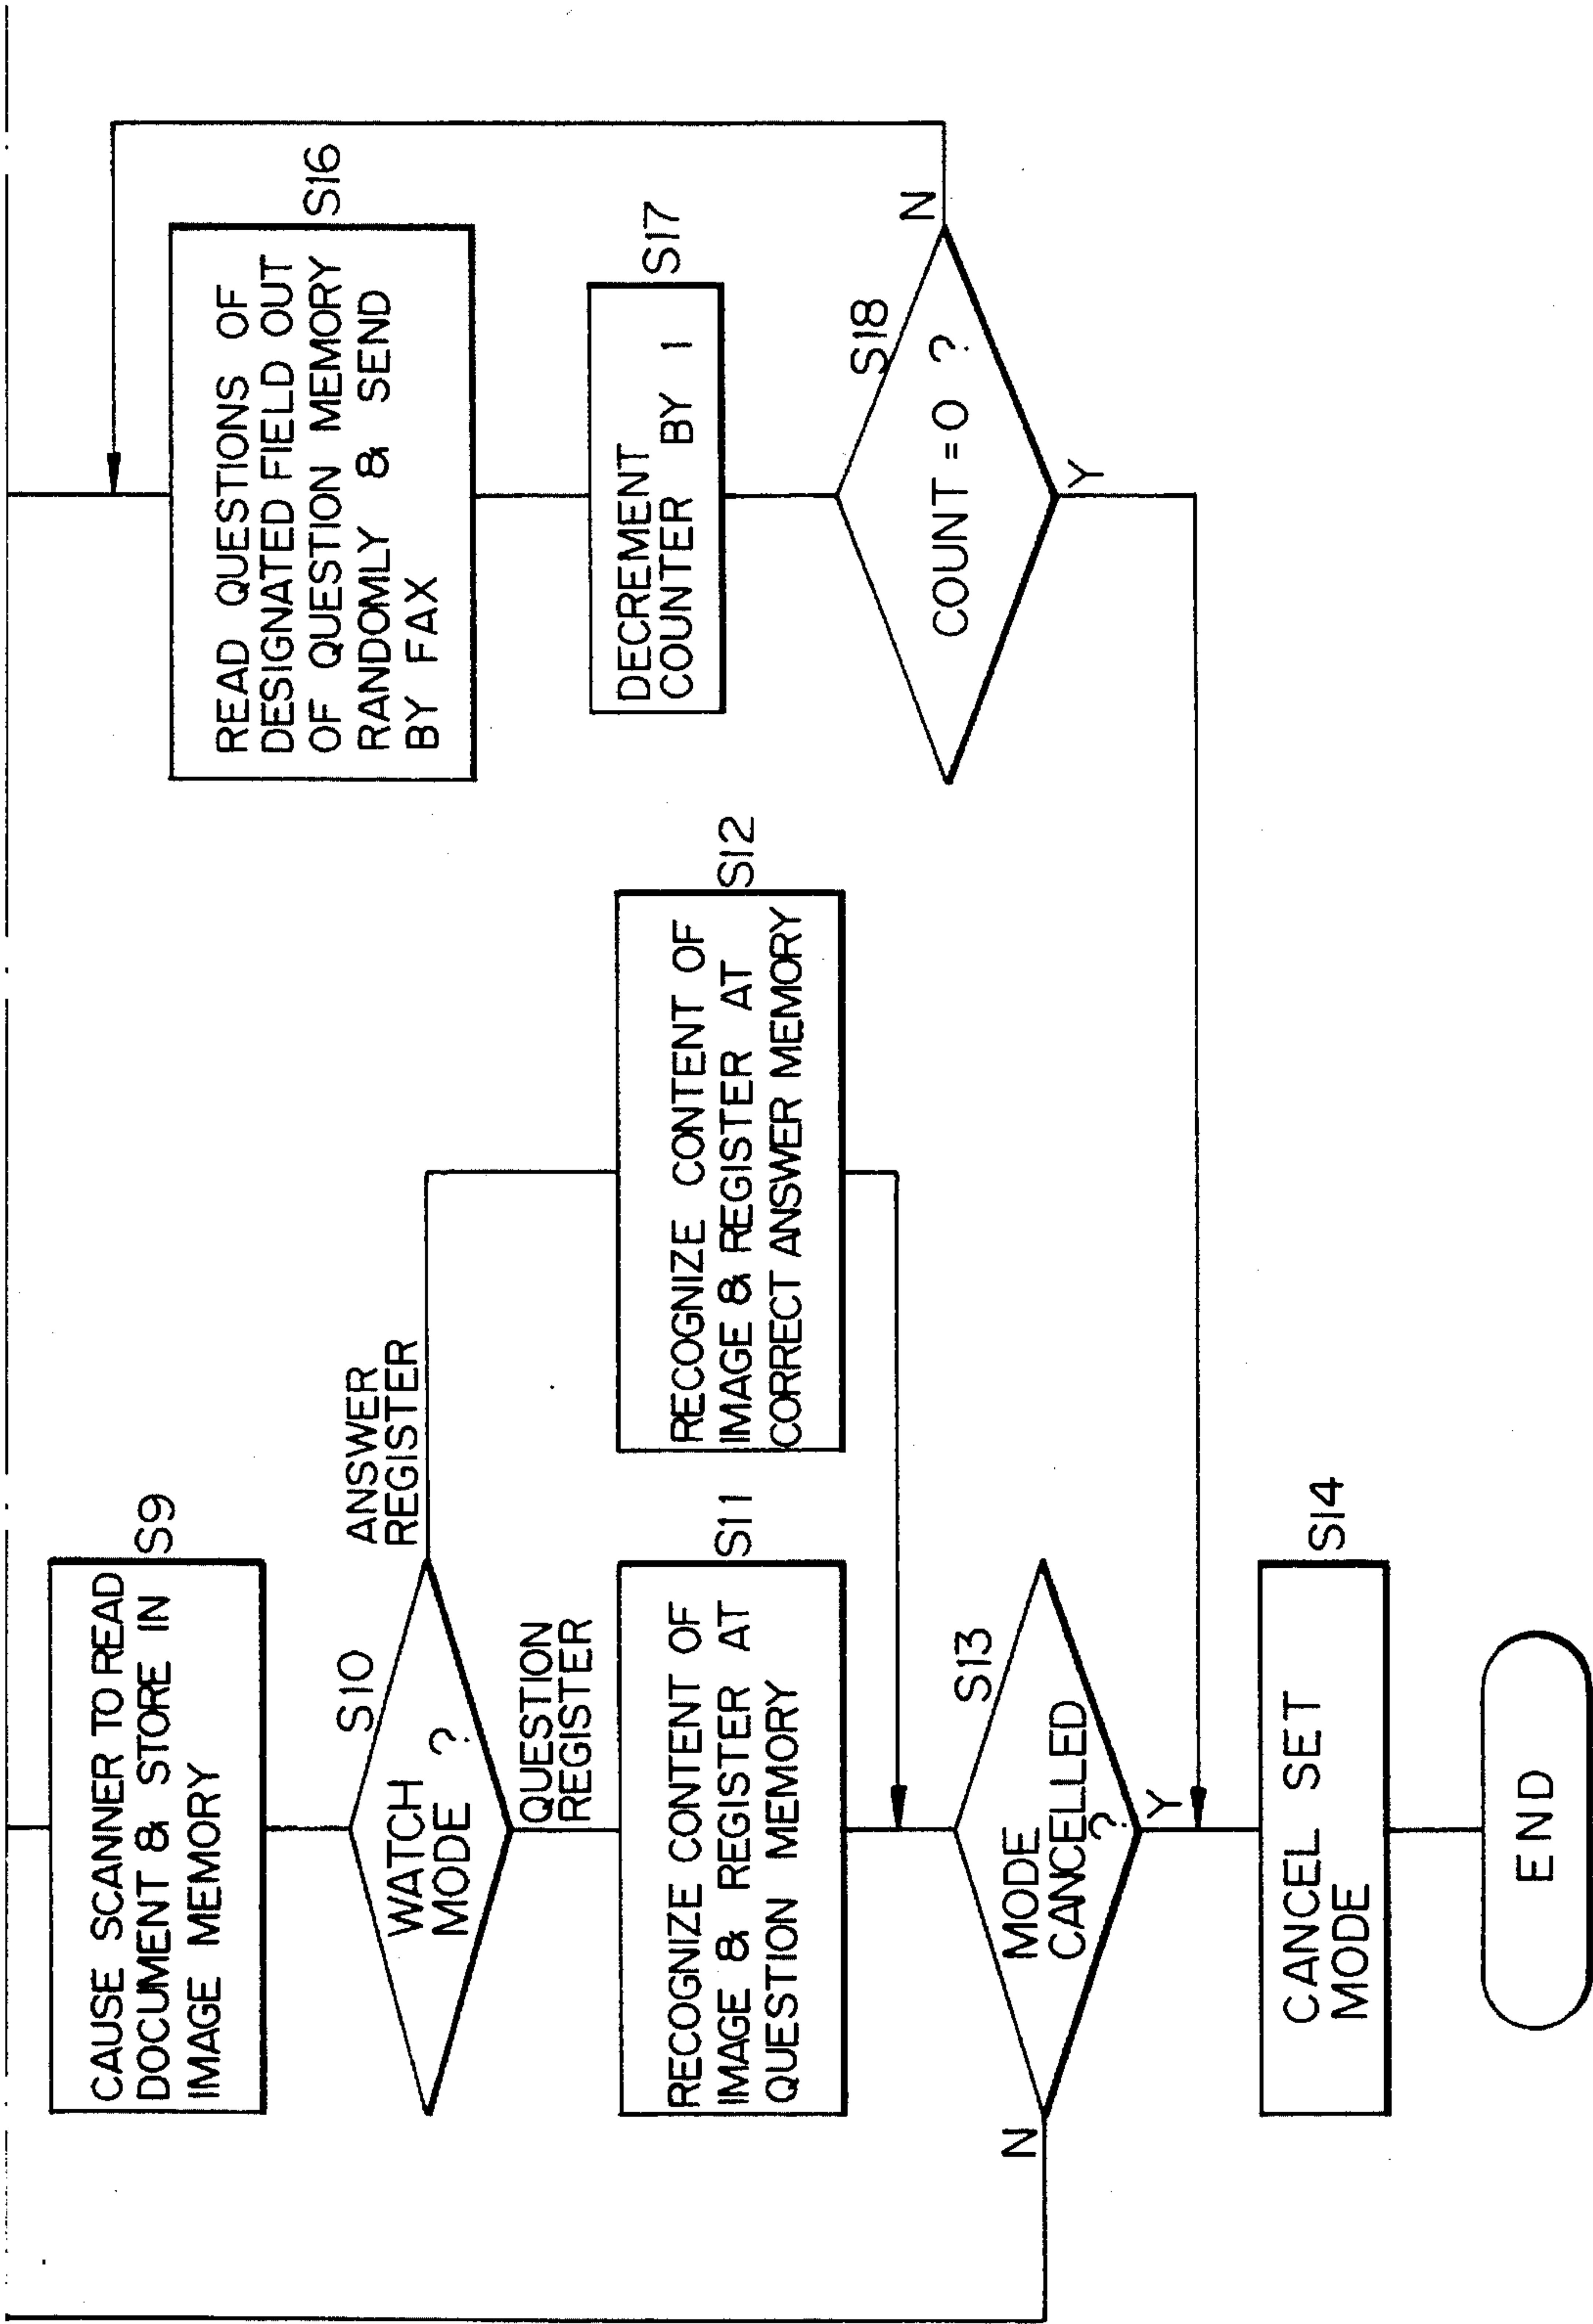 CAUSE SCANNER TO READ
DOCUMENT & STORE IN
IMAGE MEMORY
S9
WATCH
MODE ?
S10
ANSWER
REGISTER
QUESTION
REGISTER
RECOGNIZE CONTENT OF
IMAGE & REGISTER AT
QUESTION MEMORY
S11
RECOGNIZE CONTENT OF
IMAGE & REGISTER AT
CORRECT ANSWER MEMORY
S12
MODE
CANCELLED
?
S13
N
Y
CANCEL SET
MODE
S14
END
READ QUESTIONS OF
DESIGNATED FIELD OUT
OF QUESTION MEMORY
RANDOMLY & SEND
BY FAX
S16
DECREMENT
COUNTER BY 1
S17
COUNT = 0 ?
S18
N
Y